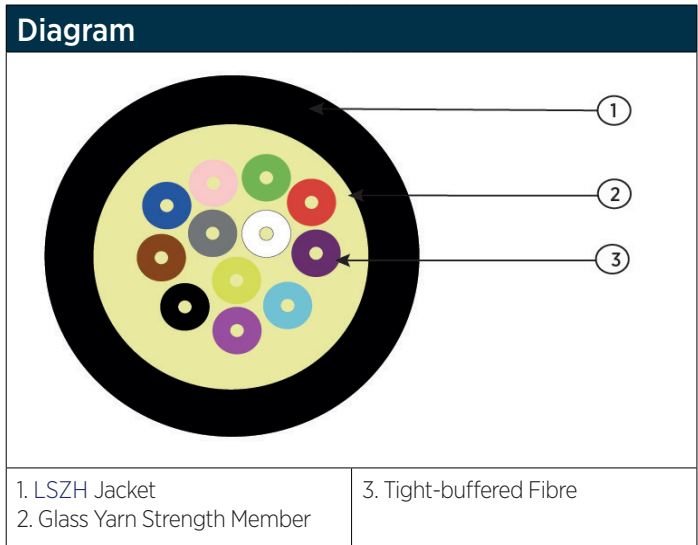 Diagram
1
2
3
1. LSZH Jacket
2. Glass Yarn Strength Member
3. Tight-buffered Fibre